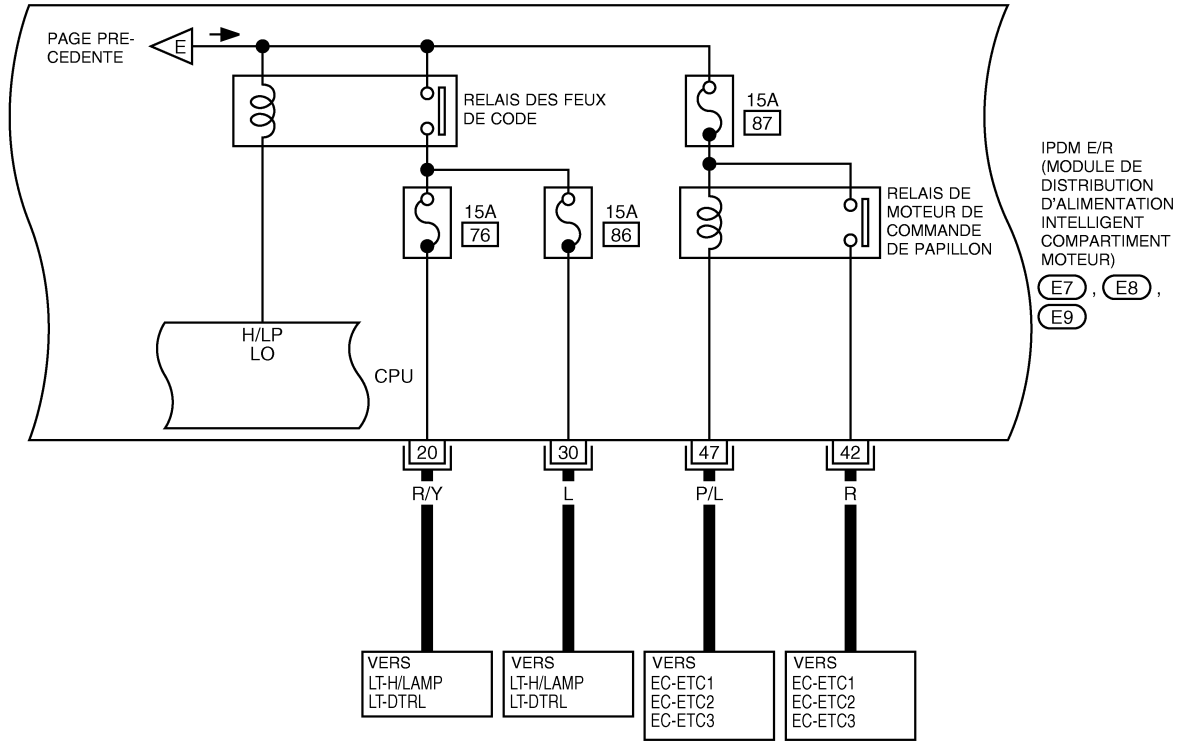 PAGE PRE-
CEDENTE
E
RELAIS DES FEUX
DE CODE
15A
87
15A
76
15A
86
RELAIS DE
MOTEUR DE
COMMANDE
DE PAPILLON
IPDM E/R
(MODULE DE
DISTRIBUTION
D'ALIMENTATION
INTELLIGENT
COMPARTIMENT
MOTEUR)
E7 , E8 ,
E9
H/LP
LO
CPU
20
30
47
42
R/Y
L
P/L
R
VERS
LT-H/LAMP
LT-DTRL
VERS
LT-H/LAMP
LT-DTRL
VERS
EC-ETC1
EC-ETC2
EC-ETC3
VERS
EC-ETC1
EC-ETC2
EC-ETC3